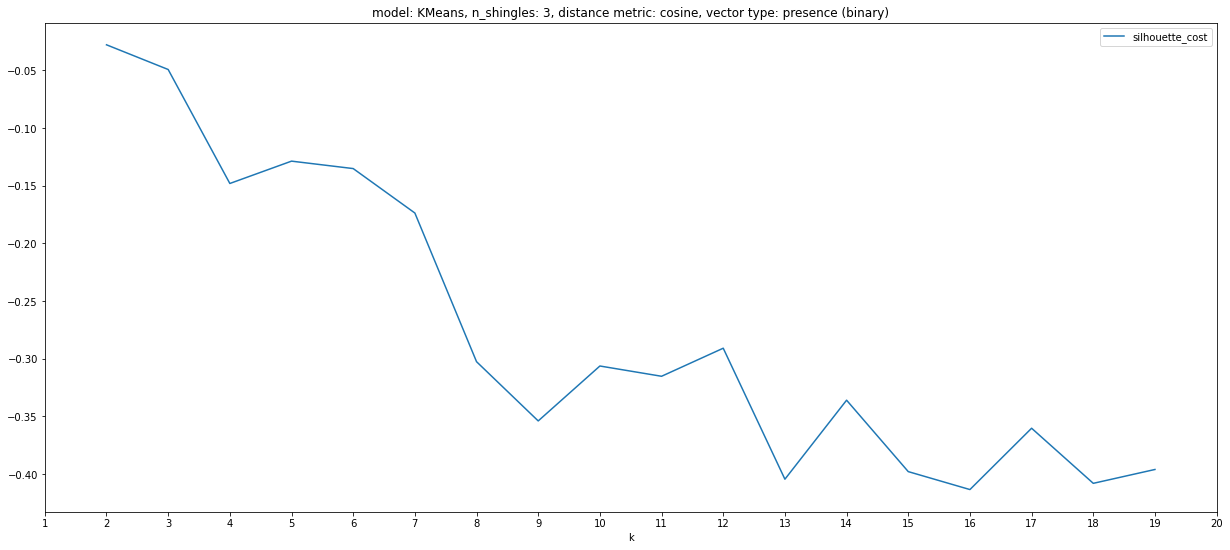 model: KMeans, n_shingles: 3, distance metric: cosine, vector type: presence (binary)
silhouette_cost
−0.05
−0.10
−0.15
−0.20
−0.25
−0.30
−0.35
−0.40
1 2 3 4 5 6 7 8 9 10 11 12 13 14 15 16 17 18 19 20
k